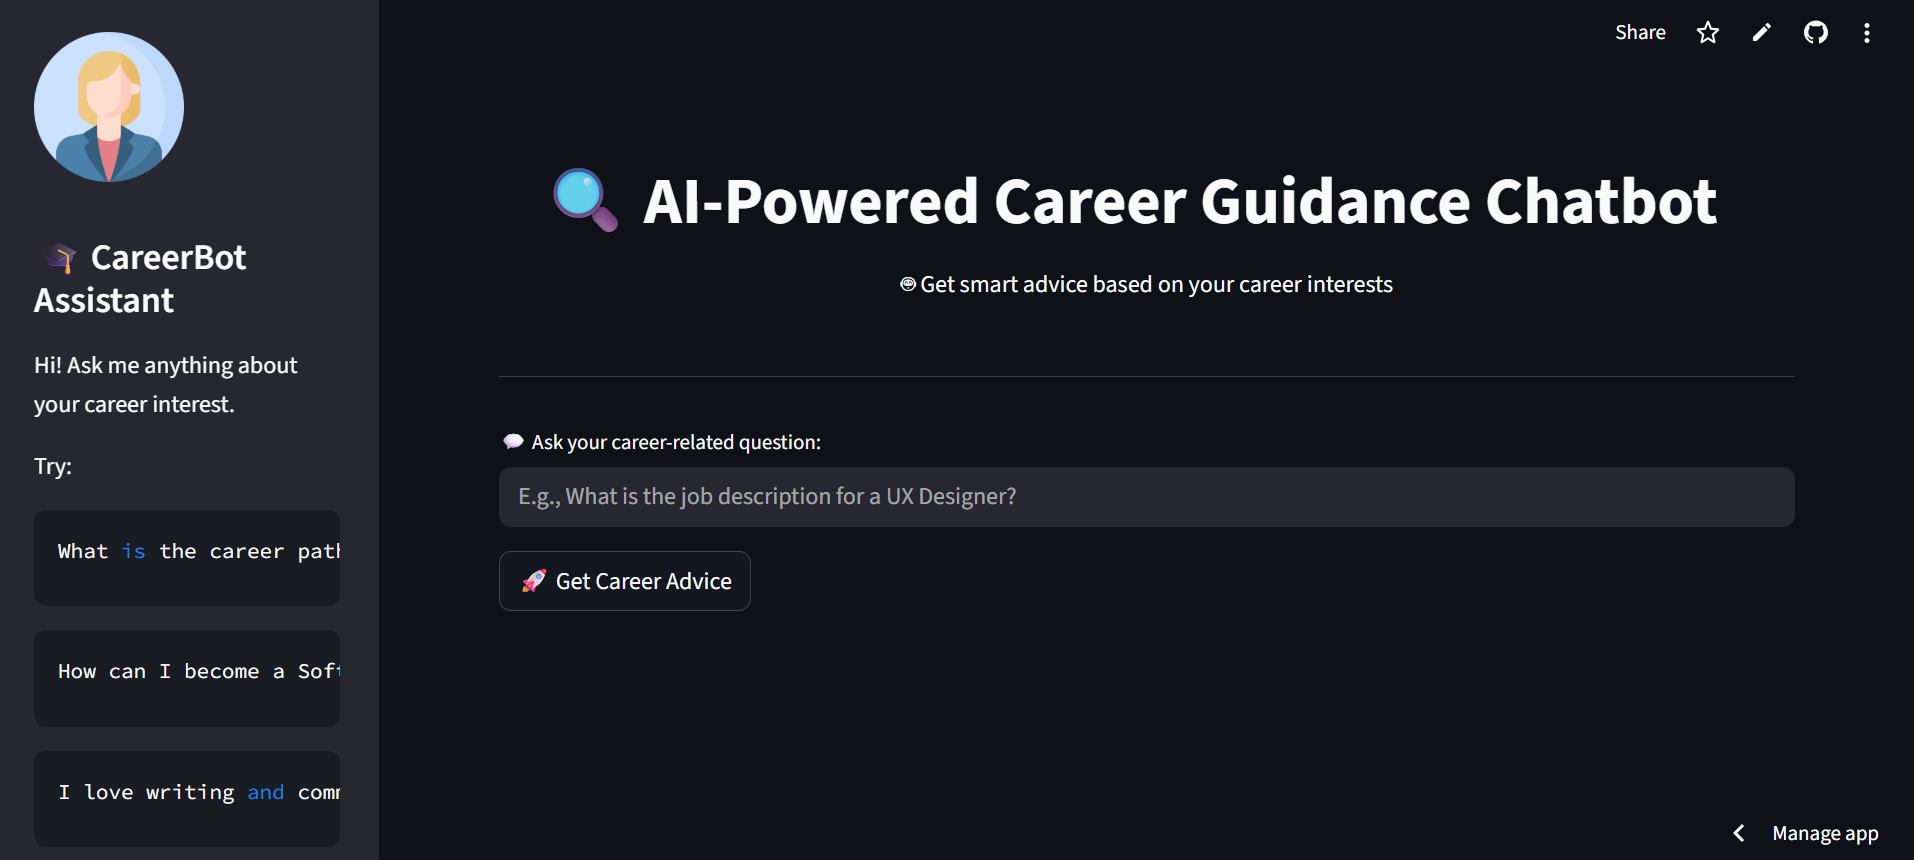 CareerBot
Assistant
Hi! Ask me anything about
your career interest.
Try:
What is the career path
How can I become a Soft
I love writing and comm
Share
AI-Powered Career Guidance Chatbot
Get smart advice based on your career interests
Ask your career-related question:
E.g., What is the job description for a UX Designer?
Get Career Advice
Manage app